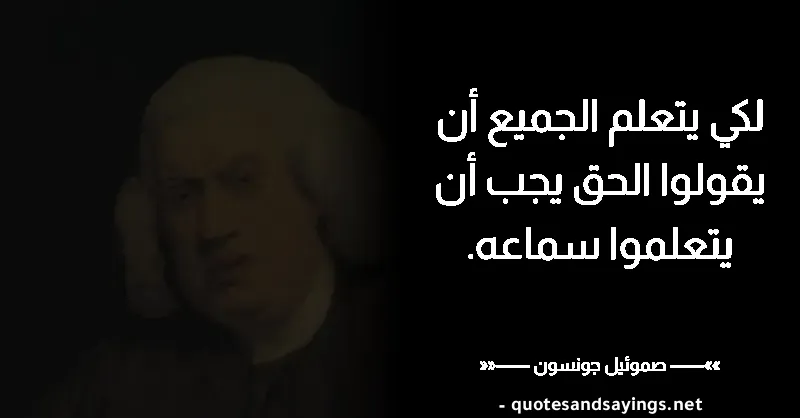 لكي يتعلم الجميع أن
يقولوا الحق يجب أن
يتعلموا سماعه.
»»—— صموئيل جونسون ——««
- quotesandsayings.net